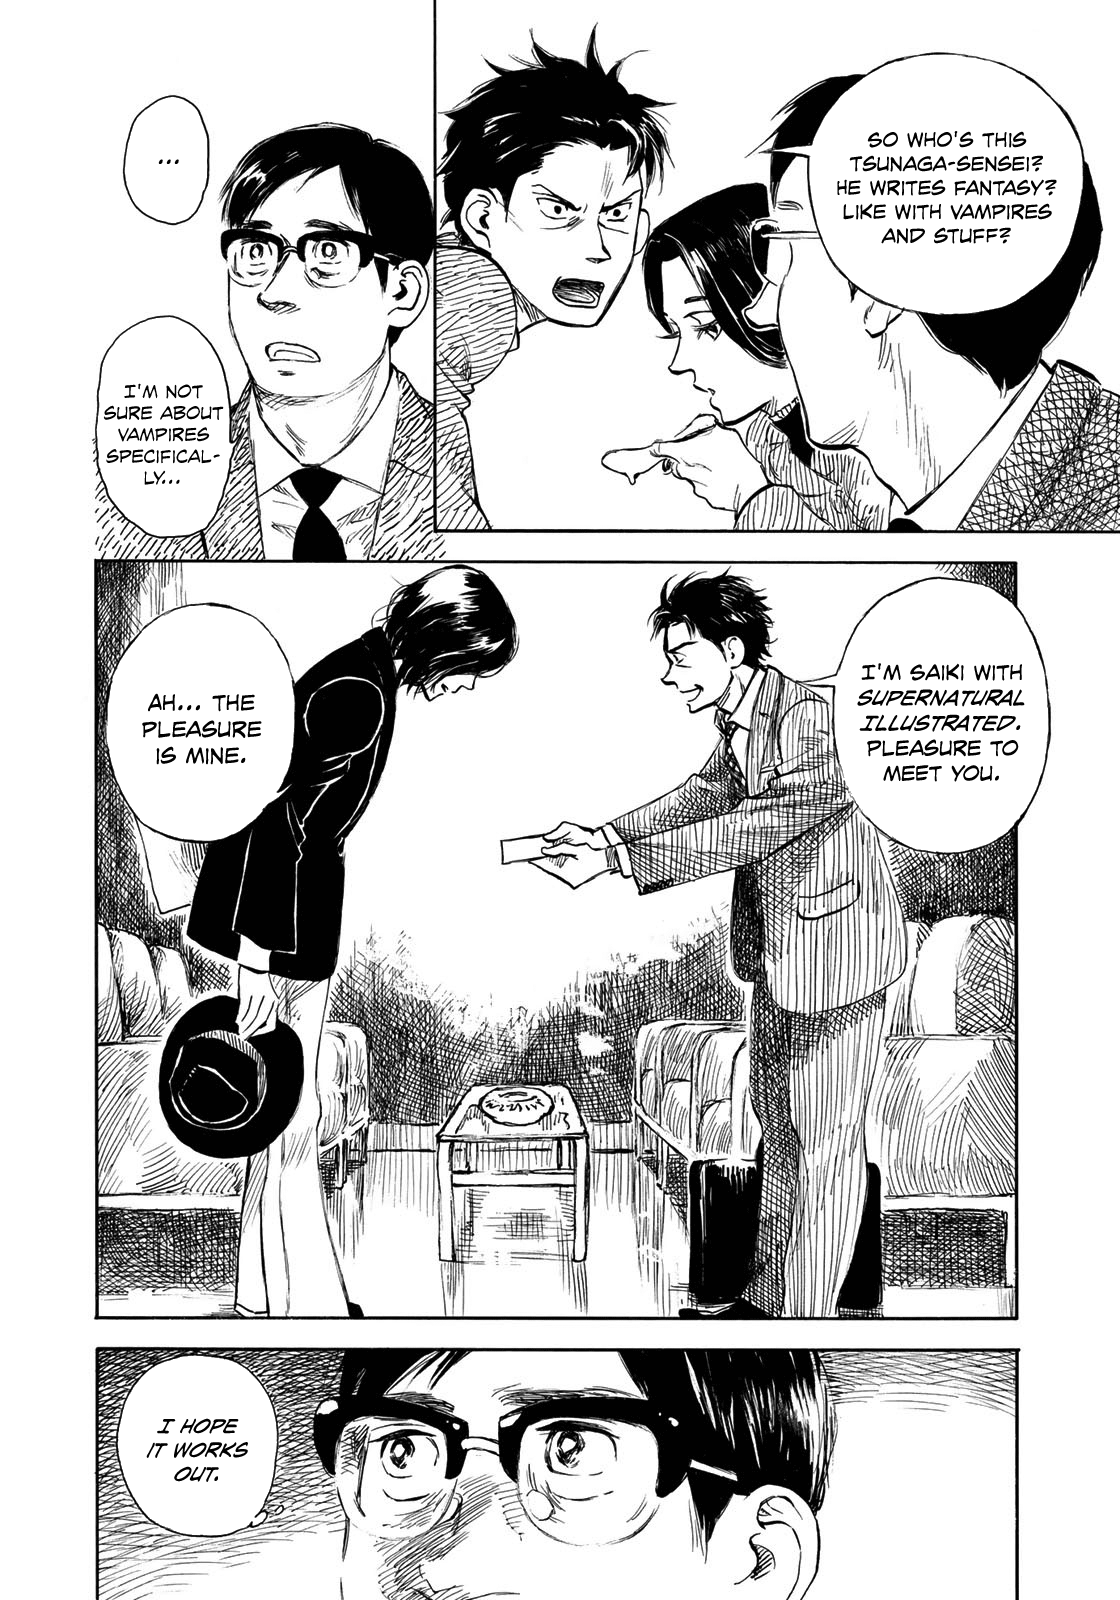 SO WHO'S THIS
TSUNAGA-SENSEI?
HE WRITES FANTASY?
LIKE WITH VAMPIRES
AND STUFF?
...
I'M NOT
SURE ABOUT
VAMPIRES
SPECIFICAL-
LY...
I'M SAIKI WITH
SUPERNATURAL
ILLUSTRATED.
PLEASURE TO
MEET YOU.
AH... THE
PLEASURE
IS MINE.
I HOPE
IT WORKS
OUT.